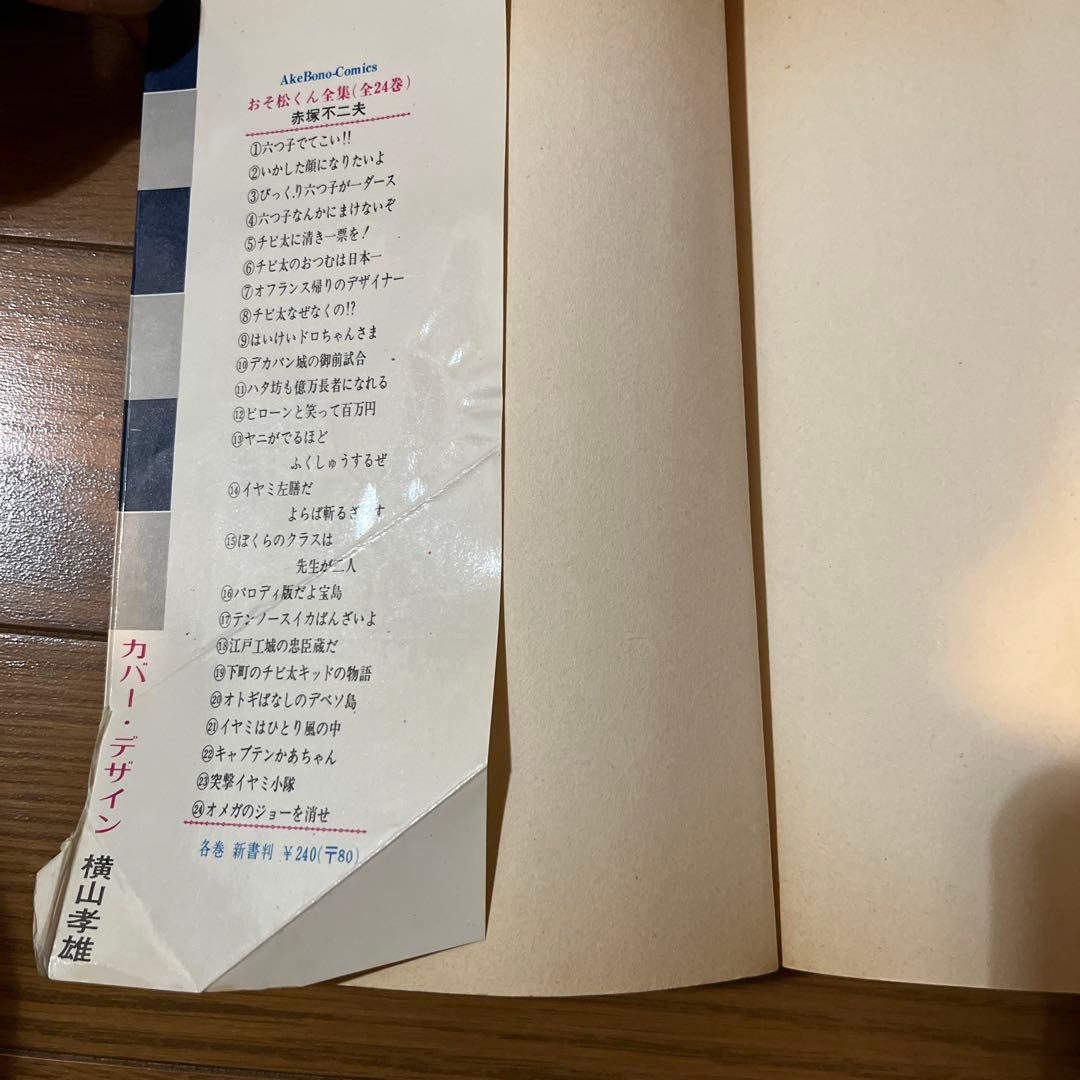 AkeBono-Comics
おそ松くん全集(全24巻)
赤塚不二夫
①六つ子でてこい!!
②いかした顔になりたいよ
③びっくり六つ子が一ダース
④六つ子なんかにまけないぞ
⑤チビ太に清き一票を!
⑥チビ太のおつむは日本一
⑦オフランス帰りのデザイナー
⑧チビ太なぜなくの!?
⑨はいけいドロちゃんさま
⑩デカパン城の御前試合
⑪ハタ坊も億万長者になれる
⑫ビローンと笑って百万円
⑬ヤニがでるほど
ふくしゅうするぜ
⑭イヤミ左膳だ
よらば斬るざす
⑮ぼくらのクラスは
先生が二人
⑯パロディ版だよ宝島
⑰テンノースイカばんざいよ
⑱江戸工城の忠臣蔵だ
⑲下町のチビ太キッドの物語
⑳オトギばなしのデベソ島
㉑イヤミはひとり風の中
㉒キャプテンかあちゃん
㉓突撃イヤミ小隊
㉔オメガのジョーを消せ
各巻 新書判 ¥240(〒80)
カバー・デザイン 横山孝雄